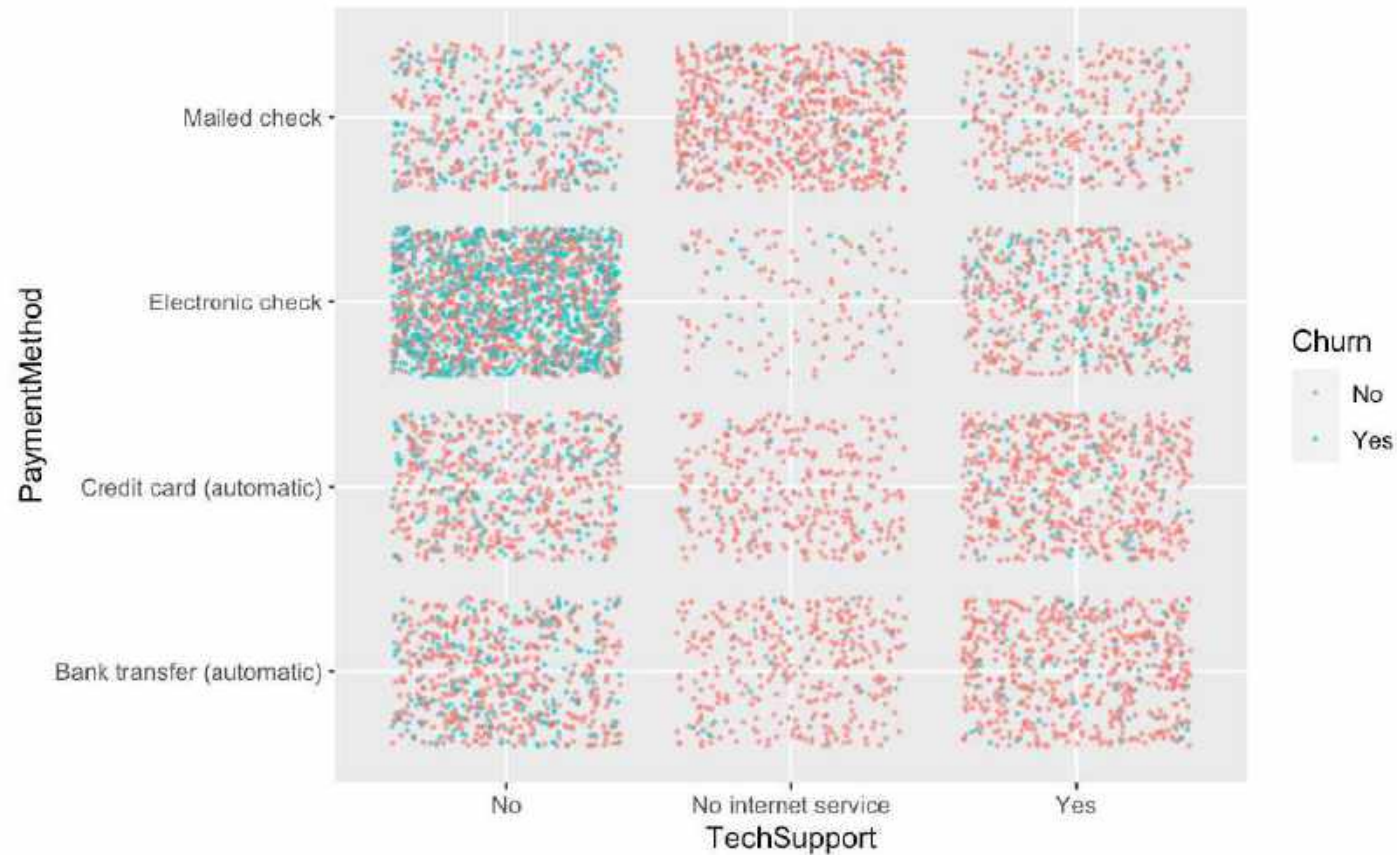 PaymentMethod
Mailed check
Electronic check
Credit card (automatic)
Bank transfer (automatic)
No
No internet service
Yes
TechSupport
Churn
No
Yes